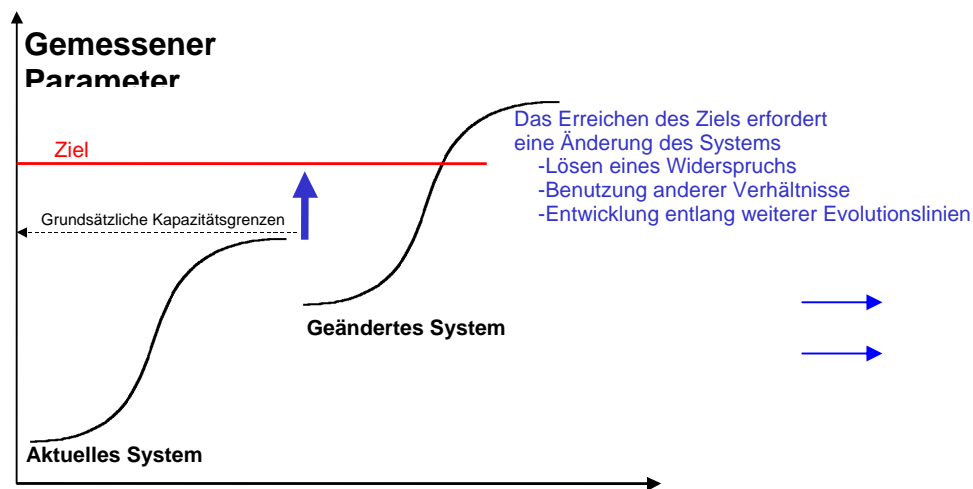 Gemessener
Parameter
Ziel
Das Erreichen des Ziels erfordert
eine Änderung des Systems
-Lösen eines Widerspruchs
-Benutzung anderer Verhältnisse
-Entwicklung entlang weiterer Evolutionslinien
Grundsätzliche Kapazitätsgrenzen
Geändertes System
Aktuelles System